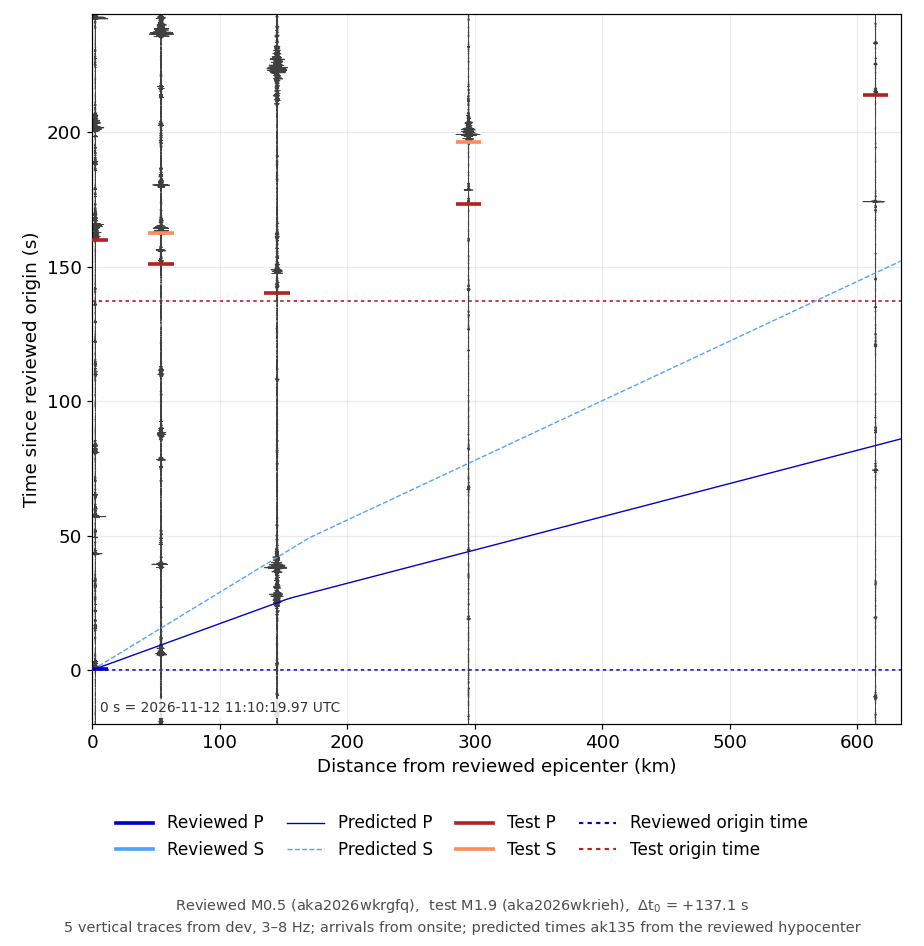 Time since reviewed origin (s)
200
150
100
50
0
0 s = 2026-11-12 11:10:19.97 UTC
0 100 200 300 400 500 600
Distance from reviewed epicenter (km)
Reviewed P Predicted P Test P Reviewed origin time
Reviewed S Predicted S Test S Test origin time
Reviewed M0.5 (aka2026wkrgfq), test M1.9 (aka2026wkrieh), Δt₀ = +137.1 s
5 vertical traces from dev, 3–8 Hz; arrivals from onsite; predicted times ak135 from the reviewed hypocenter